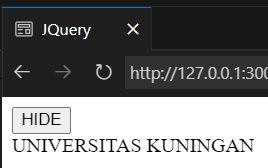 JQuery
http://127.0.0.1:300
HIDE
UNIVERSITAS KUNINGAN